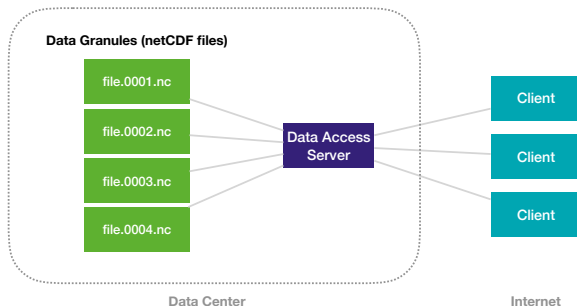 Data Granules (netCDF files)
file.0001.nc
file.0002.nc
file.0003.nc
file.0004.nc
Data Access
Server
Client
Client
Client
Data Center
Internet